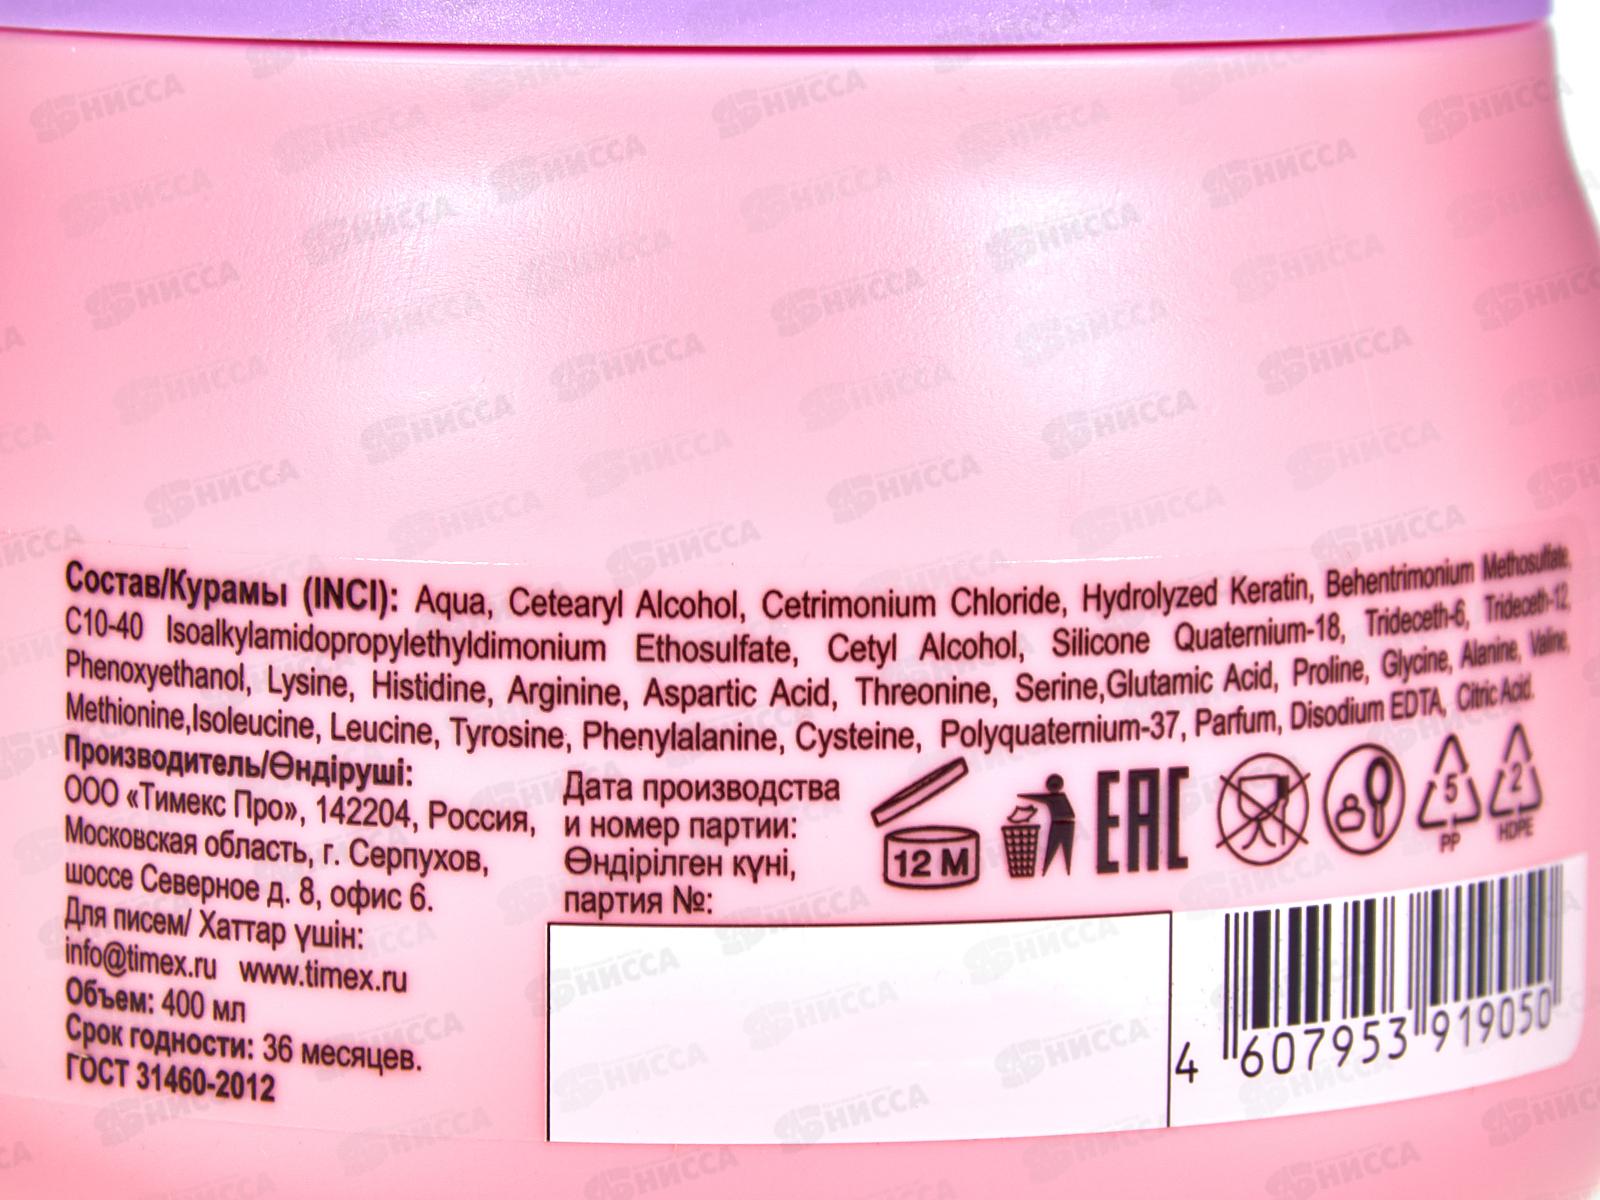 Состав/Құрамы (INCI): Aqua, Cetearyl Alcohol, Cetrimonium Chloride, Hydrolyzed Keratin, Behentrimonium Methosulfate,
C10-40 Isoalkylamidopropylethyldimonium Ethosulfate, Cetyl Alcohol, Silicone Quaternium-18, Trideceth-6, Trideceth-12,
Phenoxyethanol, Lysine, Histidine, Arginine, Aspartic Acid, Threonine, Serine,Glutamic Acid, Proline, Glycine, Alanine, Valine,
Methionine,Isoleucine, Leucine, Tyrosine, Phenylalanine, Cysteine, Polyquaternium-37, Parfum, Disodium EDTA, Citric Acid.
Производитель/Өндіруші:
ООО «Тимекс Про», 142204, Россия,
Московская область, г. Серпухов,
шоссе Северное д. 8, офис 6.
Для писем/ Хаттар үшін:
info@timex.ru www.timex.ru
Объем: 400 мл
Срок годности: 36 месяцев.
ГОСТ 31460-2012
Дата производства
и номер партии:
Өндірілген күні,
партия №:
12 М
ЕАС
5
PP
2
HDPE
4 607953 919050
НИССА